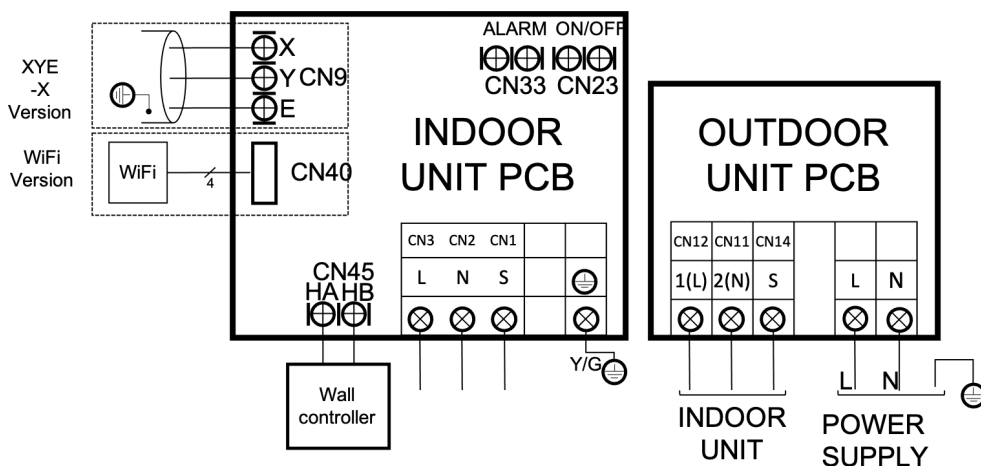 XYE
-X
Version
X
Y
E
CN9
ALARM
ON/OFF
CN33
CN23
WiFi
Version
WiFi
4
CN40
INDOOR
UNIT PCB
OUTDOOR
UNIT PCB
CN3 CN2 CN1
L N S
CN12 CN11 CN14
1(L) 2(N) S
L N
CN45
HA HB
Y/G
Wall
controller
L N
INDOOR
UNIT
POWER
SUPPLY